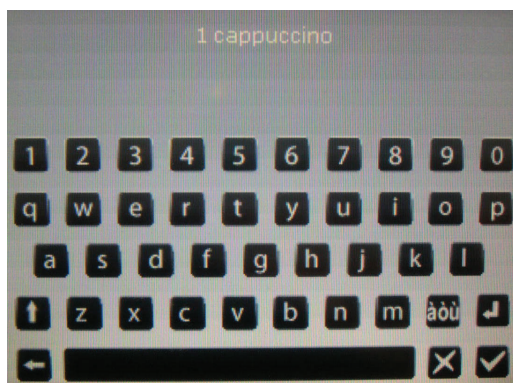 1 cappuccino
1 2 3 4 5 6 7 8 9 0
q w e r t y u i o p
a s d f g h j k l
z x c v b n m àòù